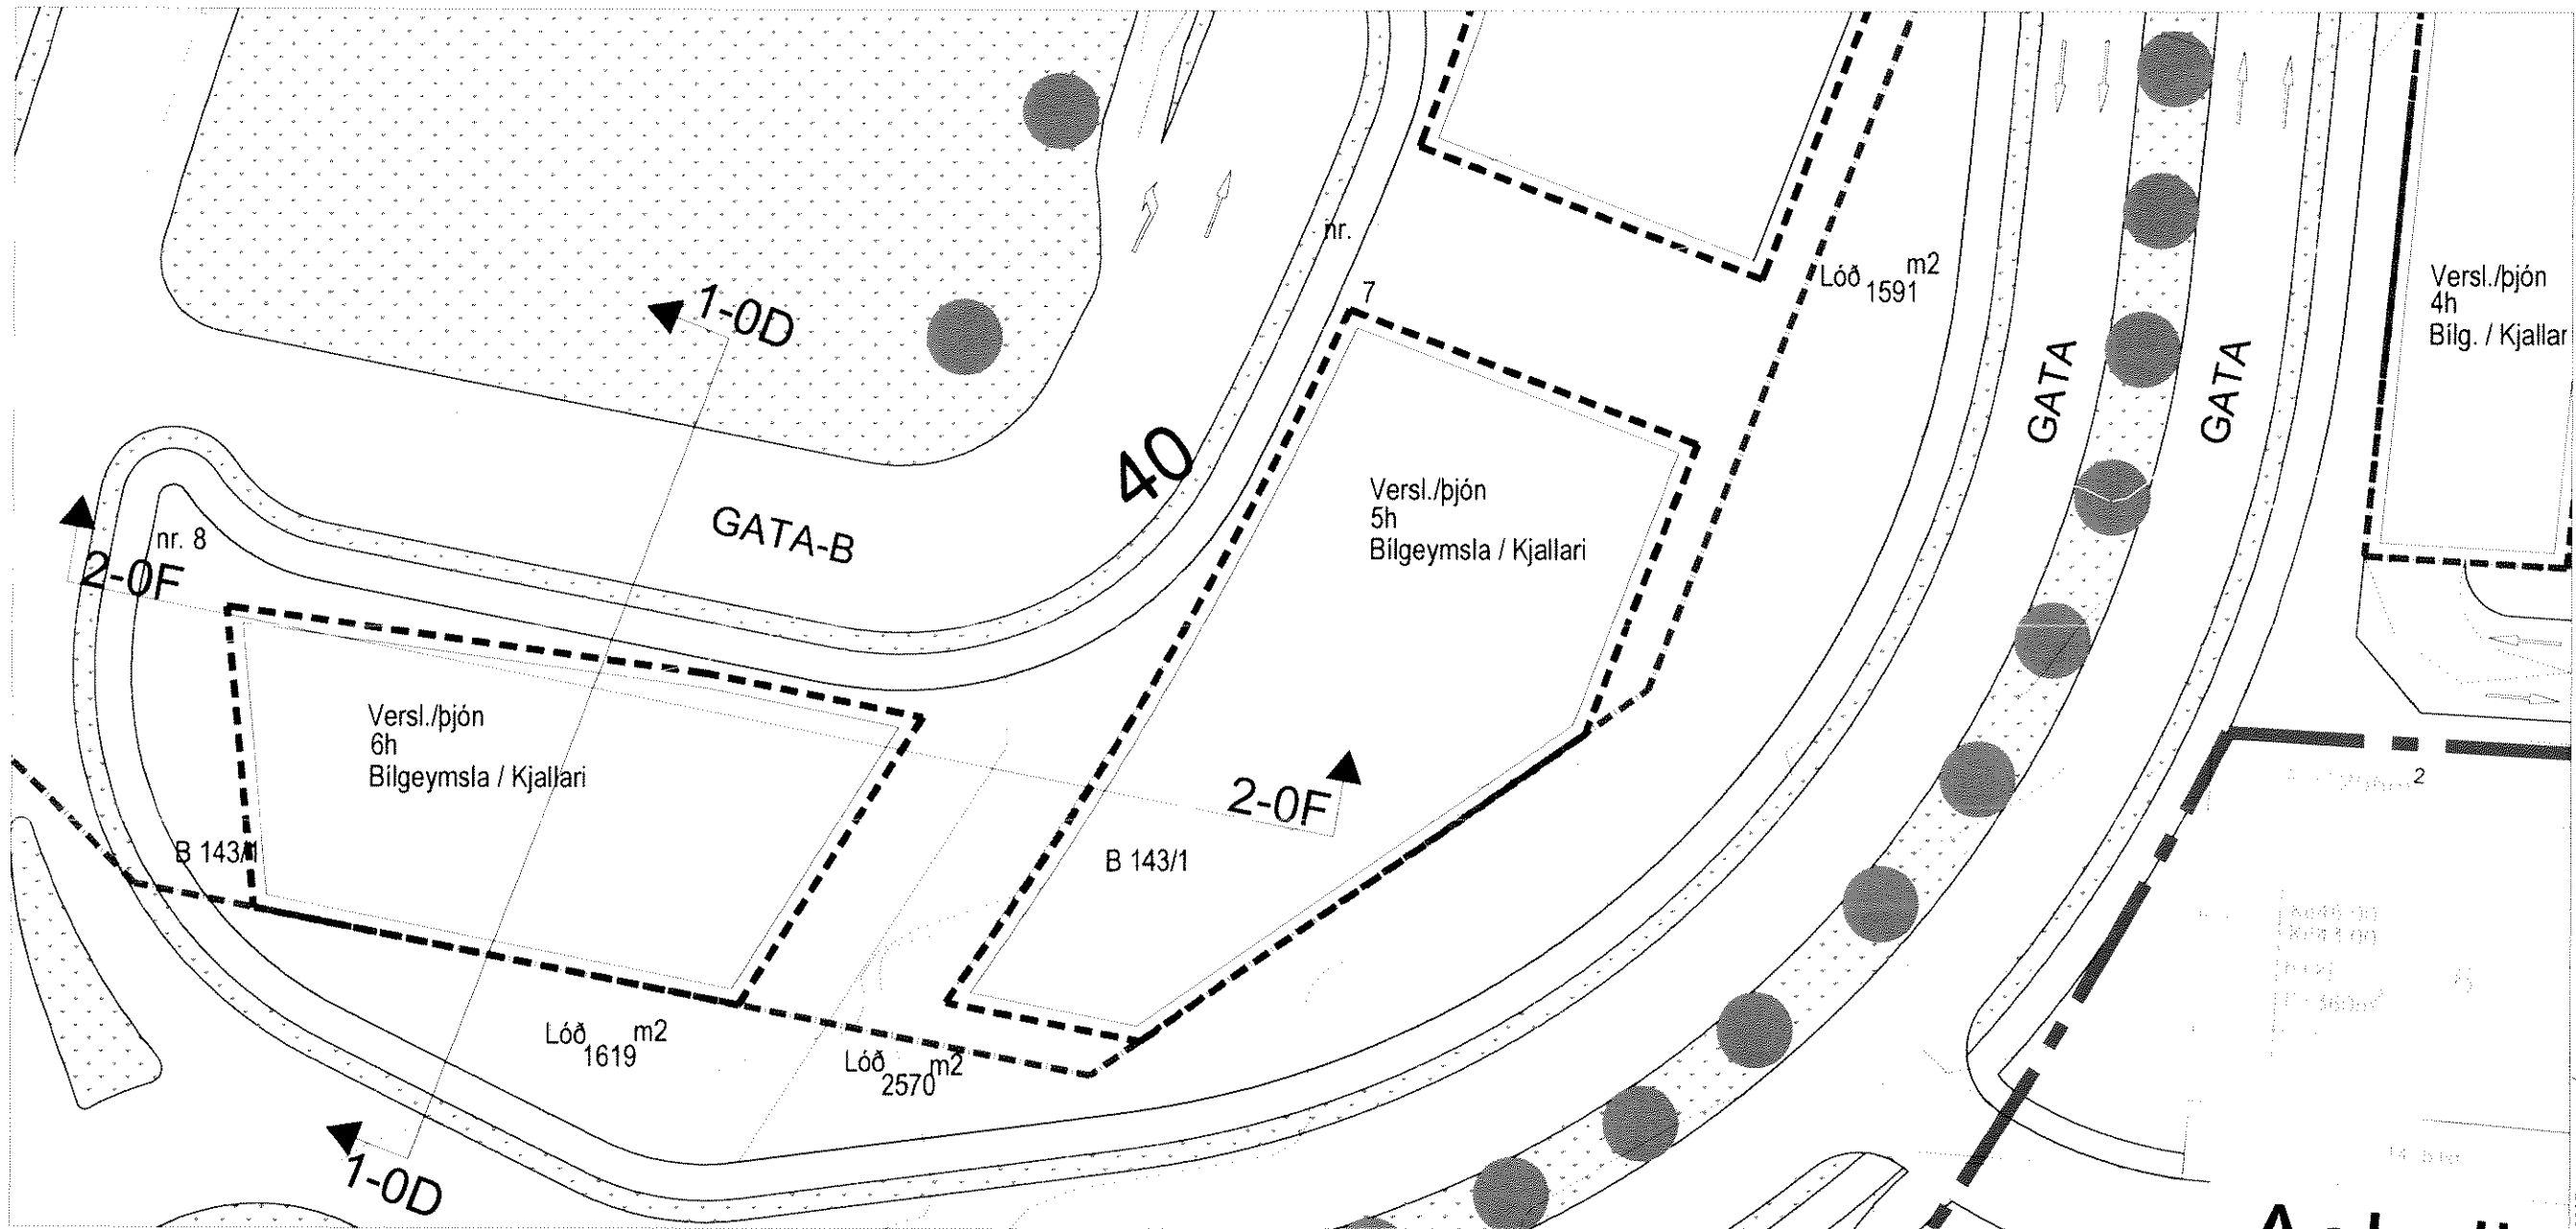 nr.
7
Lóð 1591 m2
Versl./þjón
4h
Bílg. / Kjallar
1-0D
GATA
GATA
40
Versl./þjón
5h
Bílgeymsla / Kjallari
GATA-B
nr. 8
2-0F
Versl./þjón
6h
Bílgeymsla / Kjallari
2-0F
B 143/1
B 143/1
2
Lóð 1619 m2
Lóð 2570 m2
1-0D